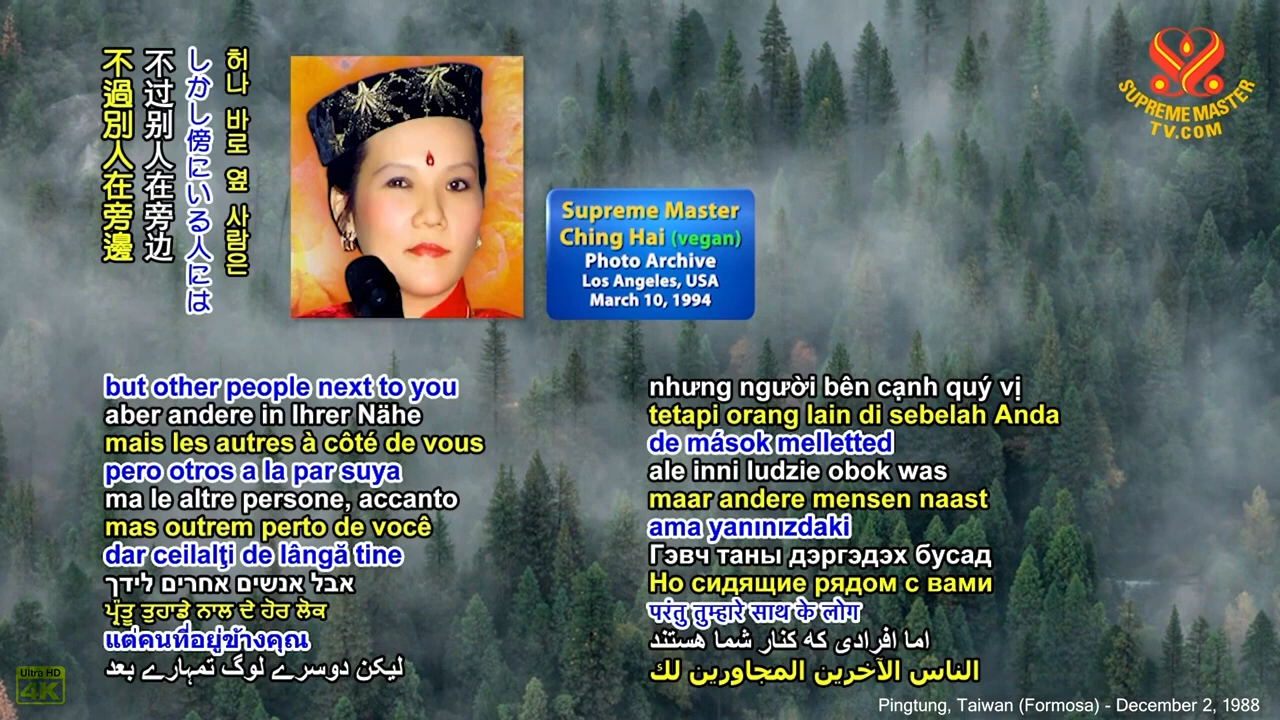 허나 바로 옆 사람은
しかし傍にいる人には
不过别人在旁边
不過別人在旁邊
SUPREME MASTER
TV.COM
Supreme Master
Ching Hai (vegan)
Photo Archive
Los Angeles, USA
March 10, 1994
but other people next to you
aber andere in Ihrer Nähe
mais les autres à côté de vous
pero otros a la par suya
ma le altre persone, accanto
mas outrem perto de você
dar ceilalţi de lângă tine
אבל אנשים אחרים לידך
ਪ੍ਰੰਤੂ ਤੁਹਾਡੇ ਨਾਲ ਦੇ ਹੋਰ ਲੋਕ
แต่คนที่อยู่ข้างคุณ
لیکن دوسرے لوگ تمہارے بعد
nhưng người bên cạnh quý vị
tetapi orang lain di sebelah Anda
de mások melletted
ale inni ludzie obok was
maar andere mensen naast
ama yanınızdaki
Гэвч таны дэргэдэх бусад
Но сидящие рядом с вами
परंतु तुम्हारे साथ के लोग
اما افرادی که کنار شما هستند
الناس الآخرين المجاورين لك
Ultra HD
4K
Pingtung, Taiwan (Formosa) - December 2, 1988